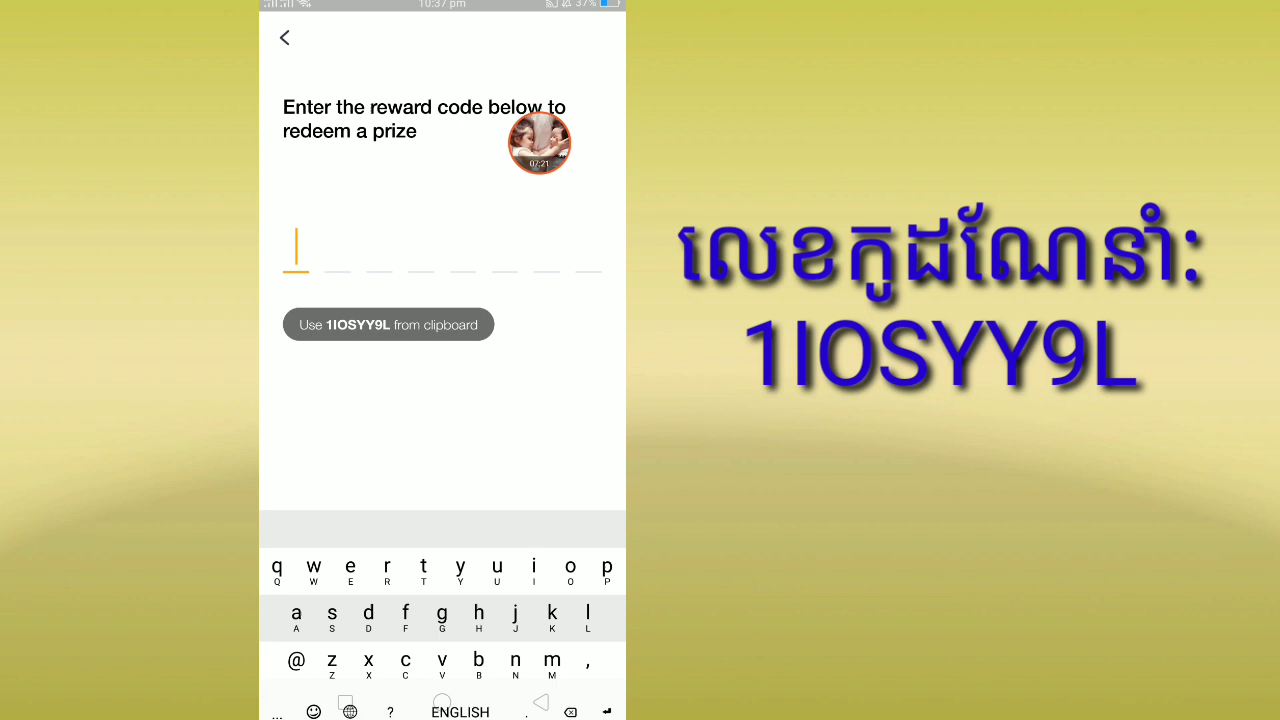 10:37 pm
37%
Enter the reward code below to
redeem a prize
07:21
Use 1IOSYY9L from clipboard
លេខកូដណែនាំ:
1IOSYY9L
q w e r t y u i o p
Q W E R T Y U I O P
a s d f g h j k l
A S D F G H J K L
@ z x c v b n m ,
Z X C V B N M
... ? ENGLISH .